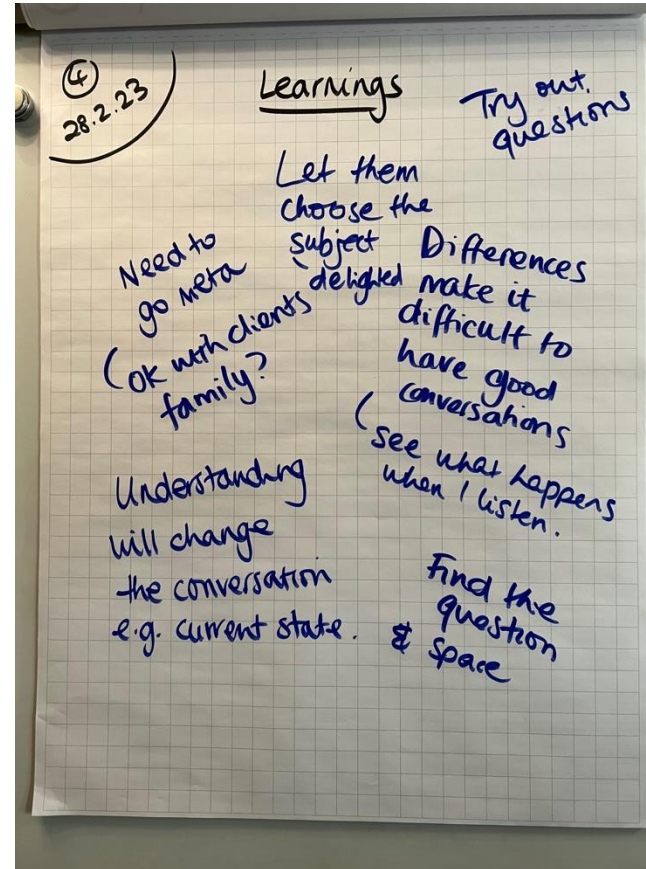 4
28.2.23
Learnings
Try out
questions
Let them
choose the
subject
delighted
Need to
go meta
(OK with clients
family?
Differences
make it
difficult to
have good
conversations
(see what happens
when I listen.
Understanding
will change
the conversation
e.g. current state.
Find the
question
& space